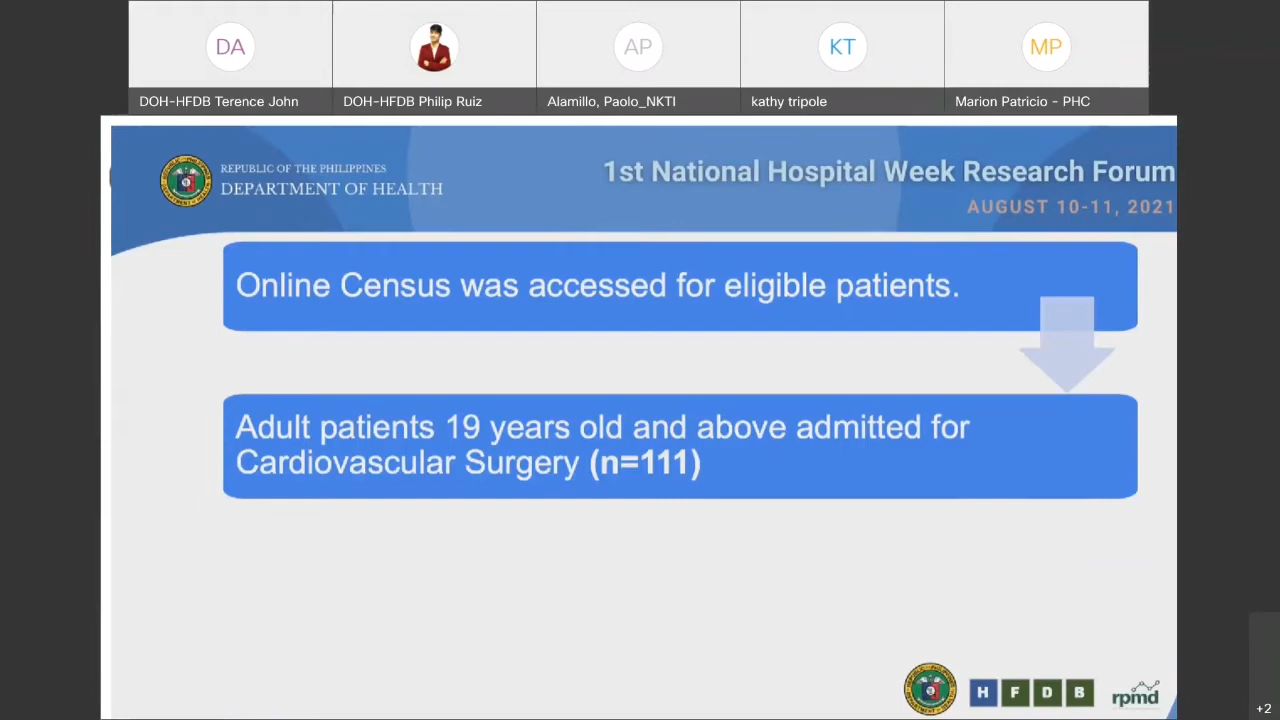 DA
AP
KT
MP
DOH-HFDB Terence John
DOH-HFDB Philip Ruiz
Alamillo, Paolo_NKTI
kathy tripole
Marion Patricio - PHC
REPUBLIC OF THE PHILIPPINES
DEPARTMENT OF HEALTH
1st National Hospital Week Research Forum
AUGUST 10-11, 2021
Online Census was accessed for eligible patients.
Adult patients 19 years old and above admitted for
Cardiovascular Surgery (n=111)
H F D B
rpmd
+2